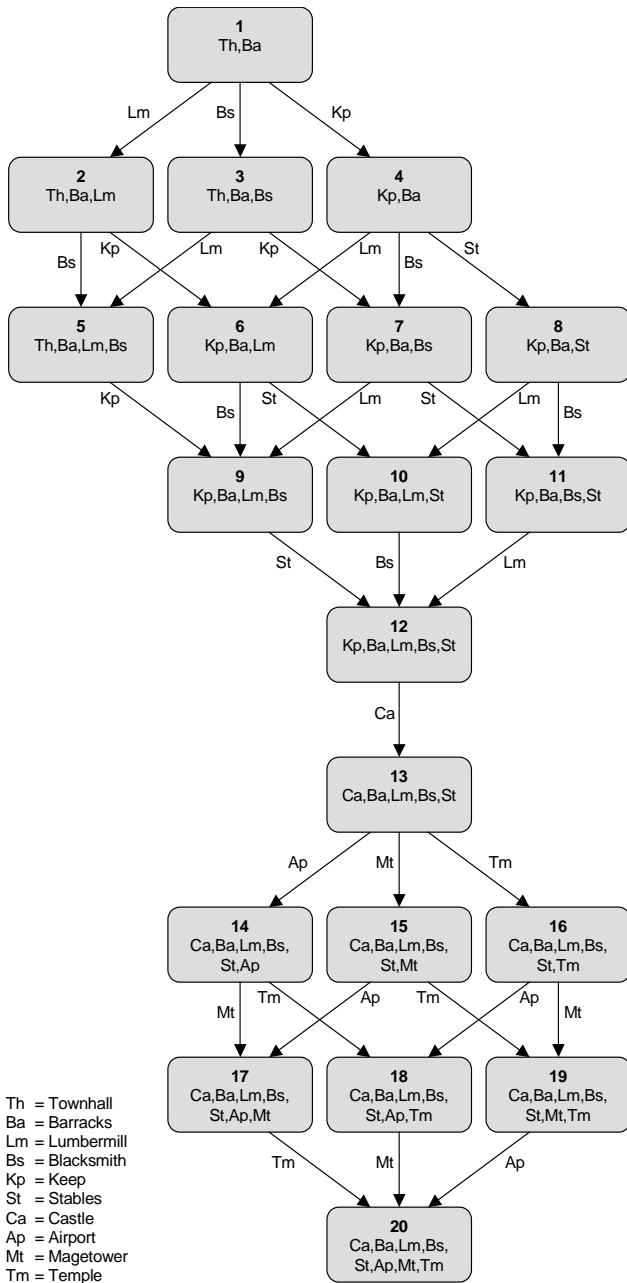 1
Th,Ba
Lm
Bs
Kp
2
Th,Ba,Lm
3
Th,Ba,Bs
4
Kp,Ba
Bs
Kp
Lm
Kp
Lm
Bs
St
5
Th,Ba,Lm,Bs
6
Kp,Ba,Lm
7
Kp,Ba,Bs
8
Kp,Ba,St
Kp
Bs
St
Lm
St
Lm
Bs
9
Kp,Ba,Lm,Bs
10
Kp,Ba,Lm,St
11
Kp,Ba,Bs,St
St
Bs
Lm
12
Kp,Ba,Lm,Bs,St
Ca
13
Ca,Ba,Lm,Bs,St
Ap
Mt
Tm
14
Ca,Ba,Lm,Bs,
St,Ap
15
Ca,Ba,Lm,Bs,
St,Mt
16
Ca,Ba,Lm,Bs,
St,Tm
Mt
Tm
Ap
Tm
Ap
Mt
17
Ca,Ba,Lm,Bs,
St,Ap,Mt
18
Ca,Ba,Lm,Bs,
St,Ap,Tm
19
Ca,Ba,Lm,Bs,
St,Mt,Tm
Tm
Mt
Ap
20
Ca,Ba,Lm,Bs,
St,Ap,Mt,Tm
Th = Townhall
Ba = Barracks
Lm = Lumbermill
Bs = Blacksmith
Kp = Keep
St = Stables
Ca = Castle
Ap = Airport
Mt = Magetower
Tm = Temple